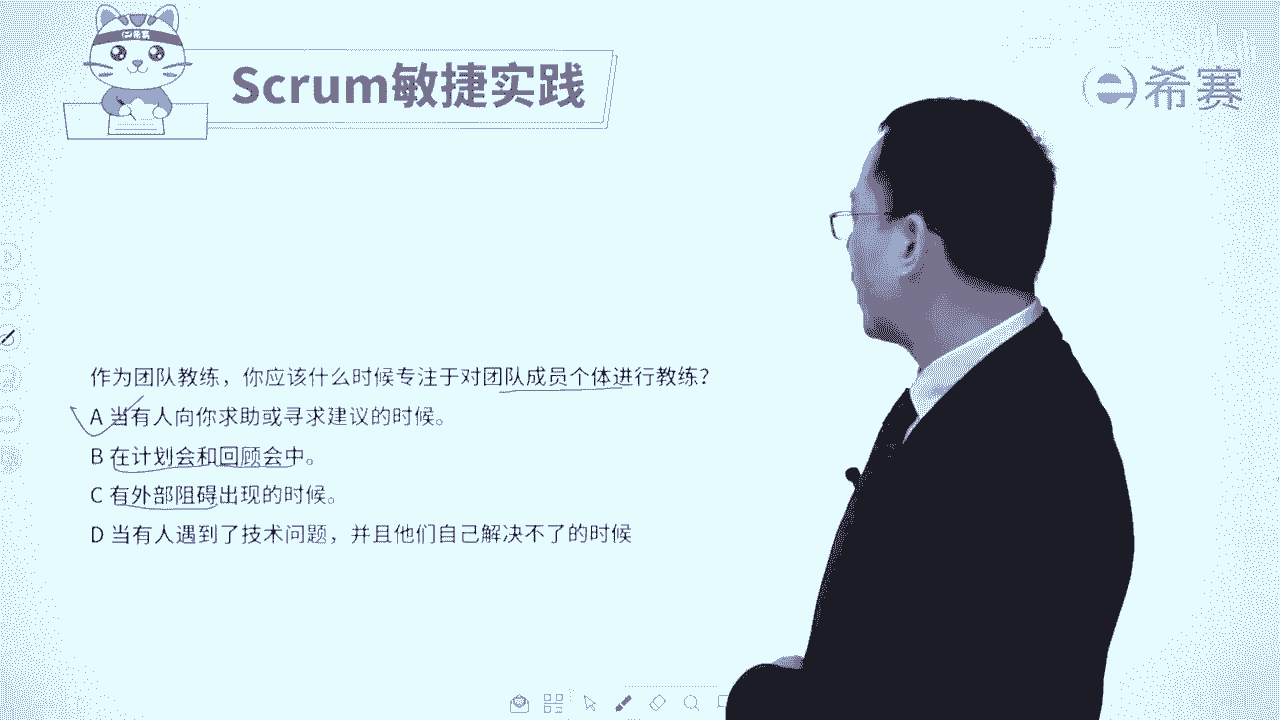 Scrum敏捷实践
希赛
作为团队教练，你应该什么时候专注于对团队成员个体进行教练？
A 当有人向你求助或寻求建议的时候。
B 在计划会和回顾会中。
C 有外部阻碍出现的时候。
D 当有人遇到了技术问题，并且他们自己解决不了的时候